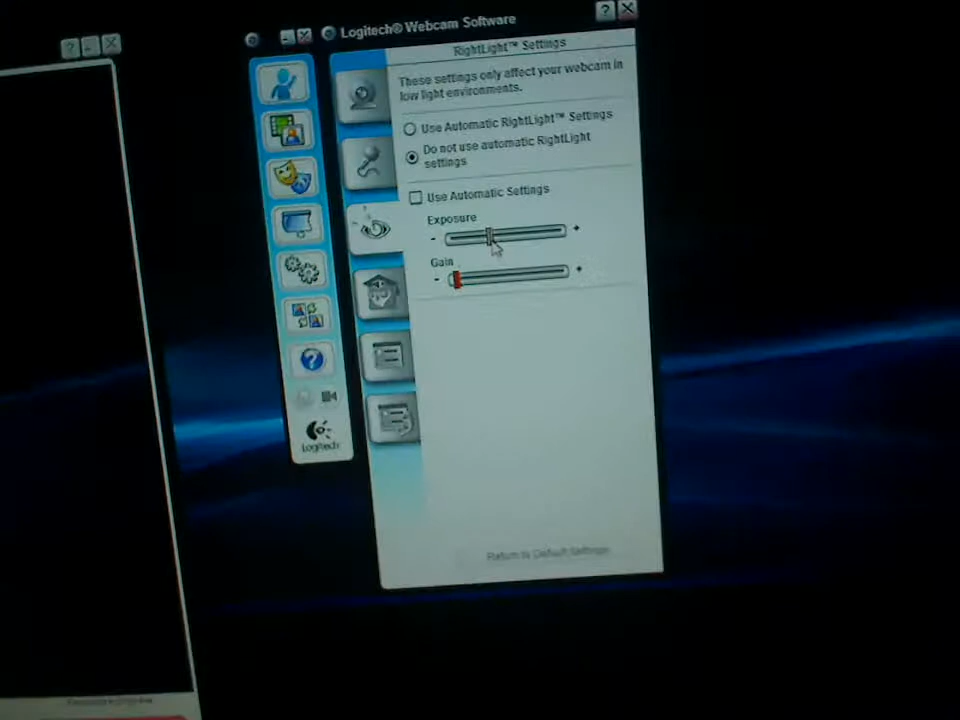 Logitech® Webcam Software
RightLight™ Settings
These settings only affect your webcam in
low light environments.
Use Automatic RightLight™ Settings
Do not use automatic RightLight
settings
Use Automatic Settings
Exposure
- +
Gain
- +
Logitech
Return to Default Settings